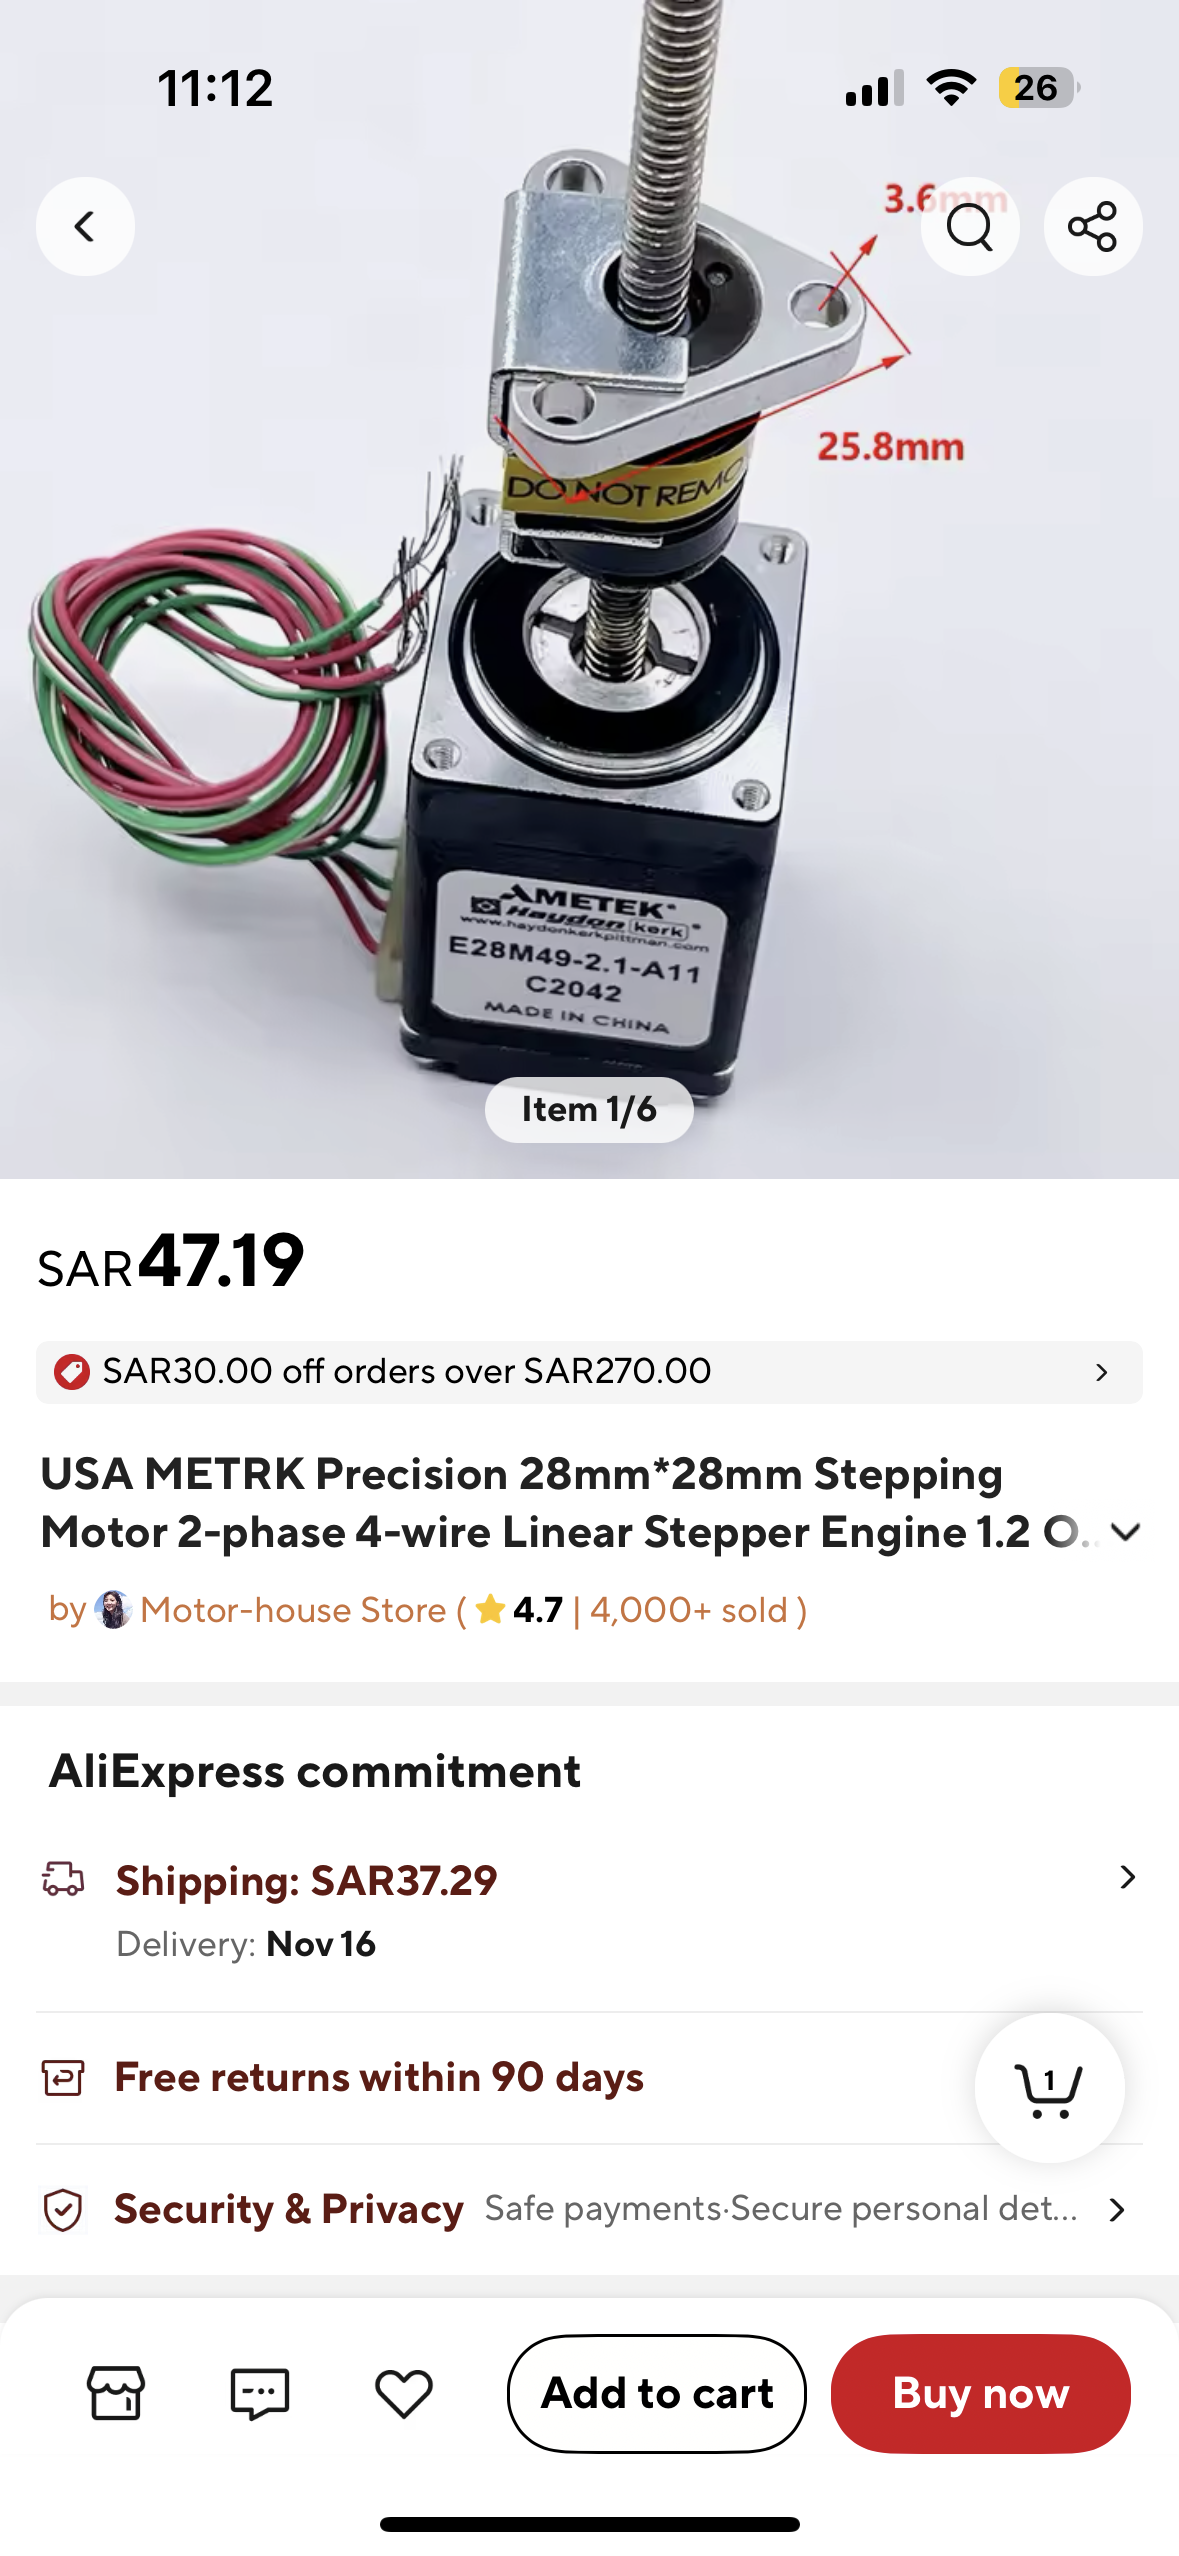 11:12
26
3.6mm
25.8mm
DO NOT REMO
AMETEK
Haydon kerk
www.haydonkerkpittman.com
E28M49-2.1-A11
C2042
MADE IN CHINA
Item 1/6
SAR47.19
SAR30.00 off orders over SAR270.00
USA METRK Precision 28mm*28mm Stepping
Motor 2-phase 4-wire Linear Stepper Engine 1.2 O..
by Motor-house Store ( 4.7 | 4,000+ sold )
AliExpress commitment
Shipping: SAR37.29
Delivery: Nov 16
Free returns within 90 days
1
Security & Privacy Safe payments·Secure personal det...
Add to cart
Buy now